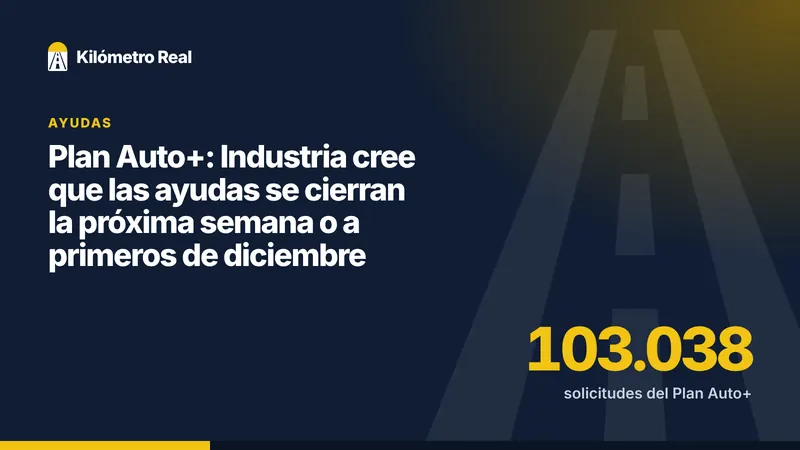 Kilómetro Real
AYUDAS
Plan Auto+: Industria cree
que las ayudas se cierran
la próxima semana o a
primeros de diciembre
103.038
solicitudes del Plan Auto+